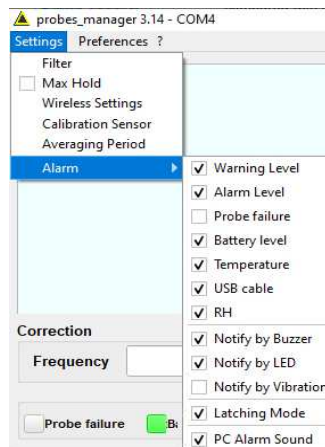 probes_manager 3.14 - COM4
Settings Preferences ?
Filter
Max Hold
Wireless Settings
Calibration Sensor
Averaging Period
Alarm
Warning Level
Alarm Level
Probe failure
Battery level
Temperature
USB cable
RH
Notify by Buzzer
Notify by LED
Notify by Vibration
Latching Mode
PC Alarm Sound
Correction
Frequency
Probe failure